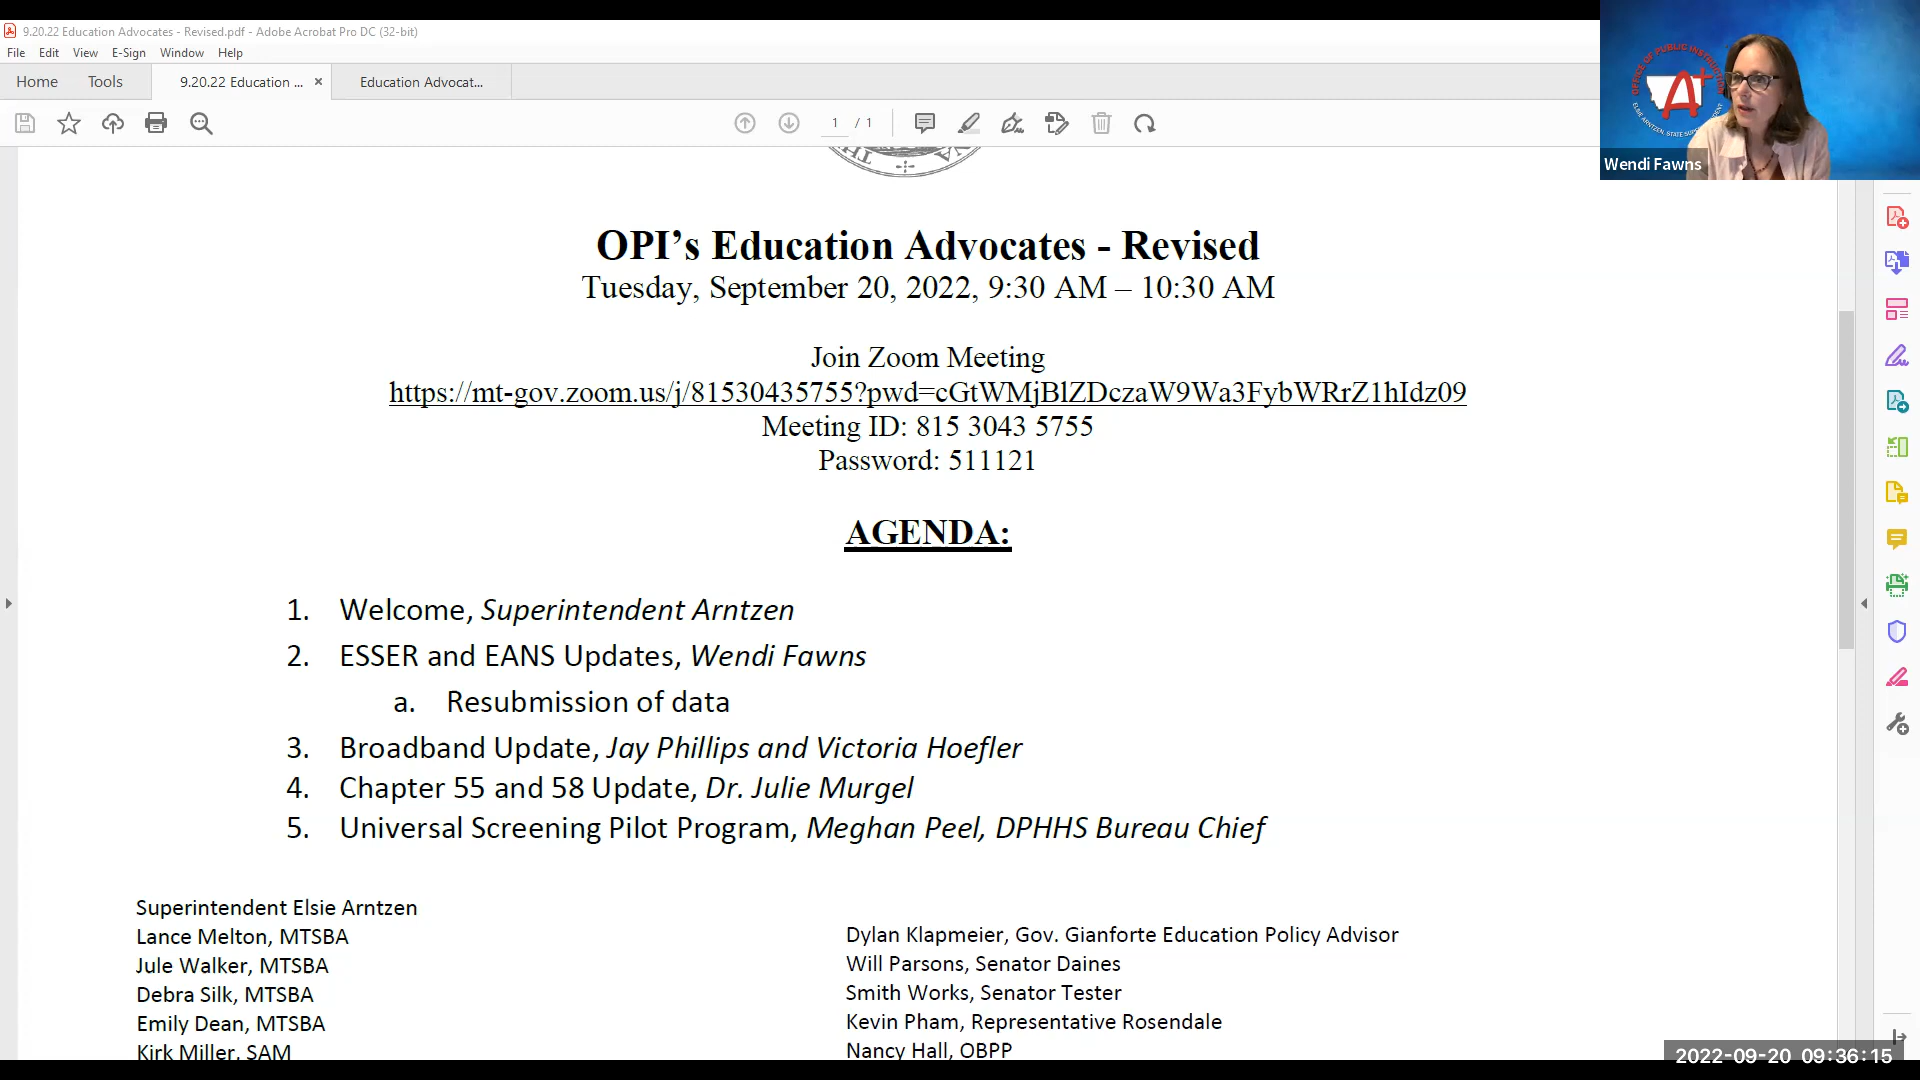 9.20.22 Education Advocates - Revised.pdf - Adobe Acrobat Pro DC (32-bit)
File Edit View E-Sign Window Help
Home Tools 9.20.22 Education ... × Education Advocat...
1 / 1
OFFICE OF PUBLIC INSTRUCTION
A+
Wendi Fawns
OPI’s Education Advocates - Revised
Tuesday, September 20, 2022, 9:30 AM – 10:30 AM
Join Zoom Meeting
https://mt-gov.zoom.us/j/81530435755?pwd=cGtWMjBlZDczaW9Wa3FybWRrZ1hIdz09
Meeting ID: 815 3043 5755
Password: 511121
AGENDA:
1. Welcome, Superintendent Arntzen
2. ESSER and EANS Updates, Wendi Fawns
a. Resubmission of data
3. Broadband Update, Jay Phillips and Victoria Hoefler
4. Chapter 55 and 58 Update, Dr. Julie Murgel
5. Universal Screening Pilot Program, Meghan Peel, DPHHS Bureau Chief
Superintendent Elsie Arntzen
Lance Melton, MTSBA
Jule Walker, MTSBA
Debra Silk, MTSBA
Emily Dean, MTSBA
Kirk Miller, SAM
Dylan Klapmeier, Gov. Gianforte Education Policy Advisor
Will Parsons, Senator Daines
Smith Works, Senator Tester
Kevin Pham, Representative Rosendale
Nancy Hall, OBPP
2022-09-20 09:36:15